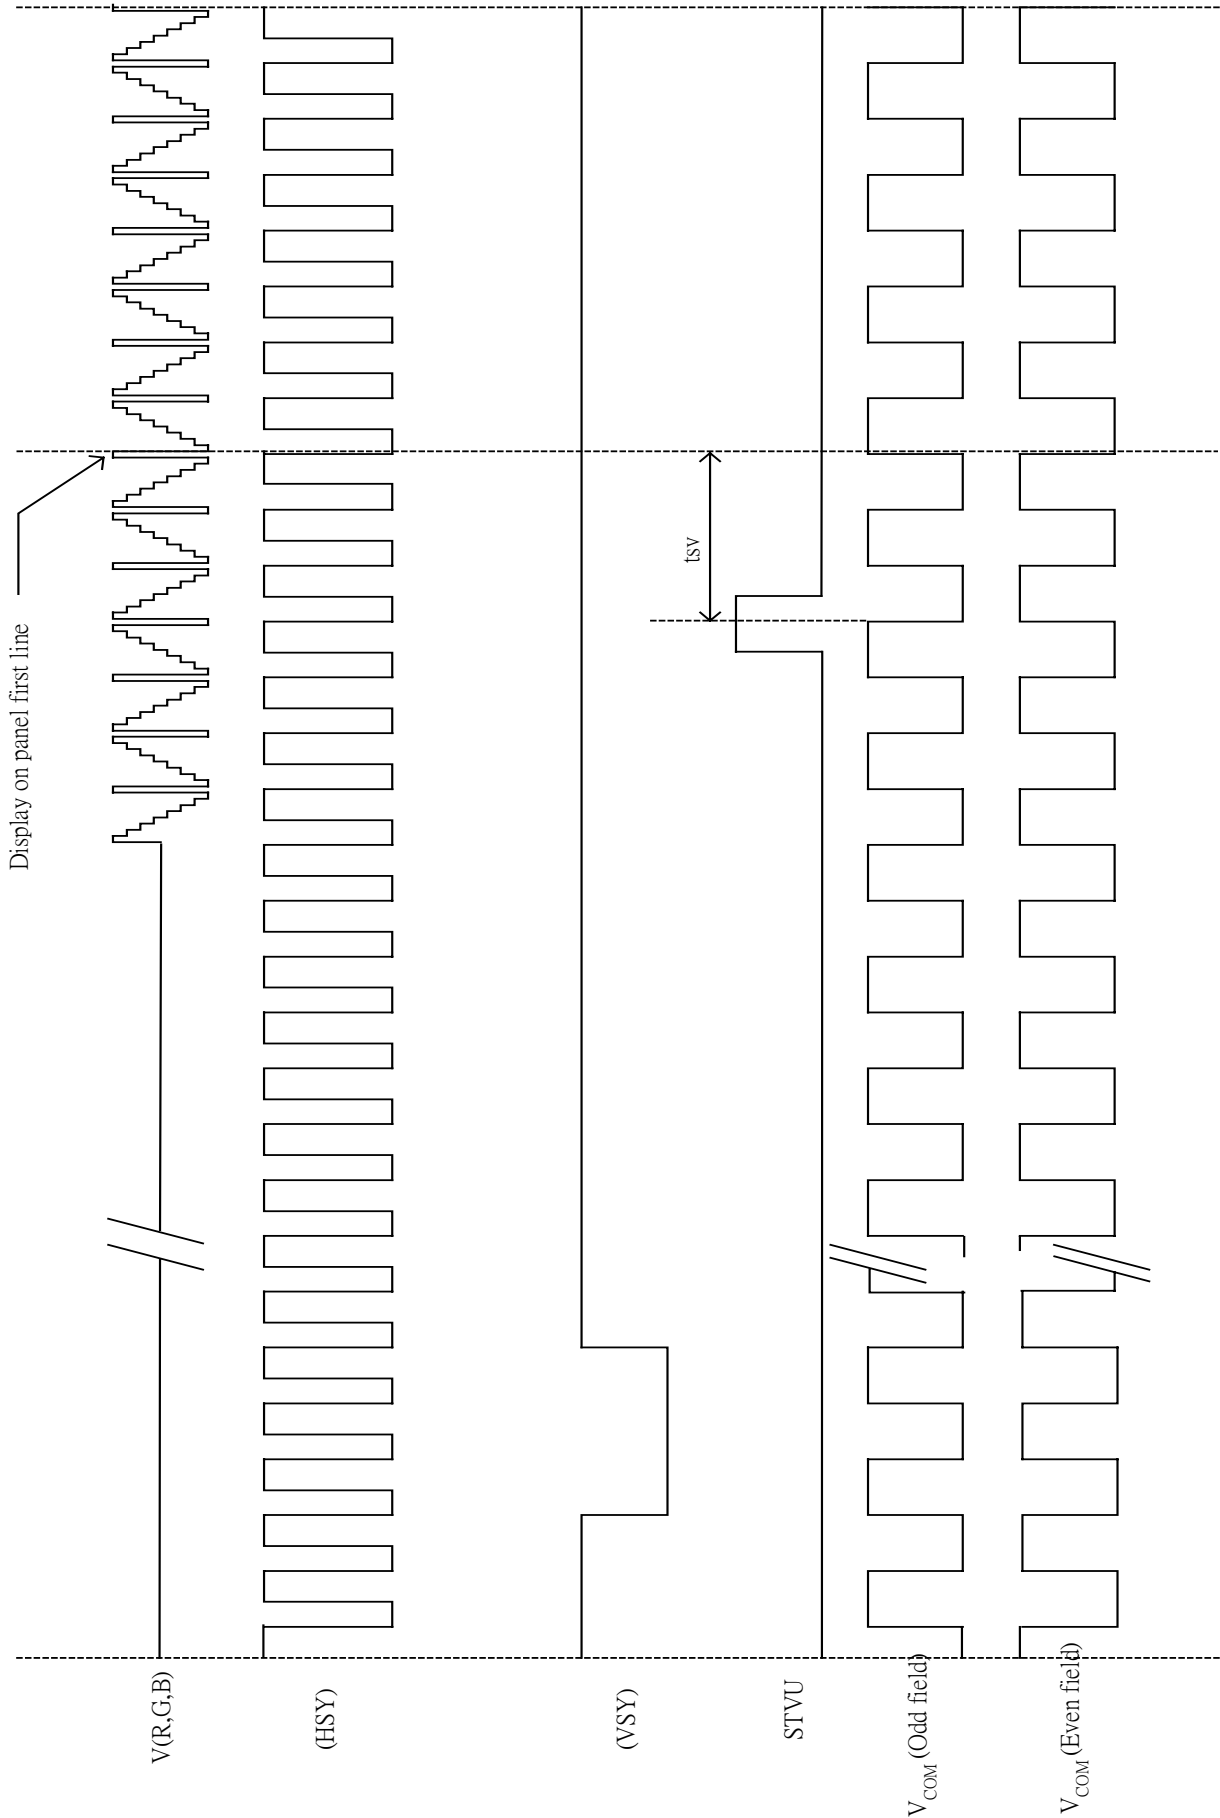 Display on panel first line
tsv
V(R,G,B)
(HSY)
(VSY)
STVU
VCOM (Odd field)
VCOM (Even field)